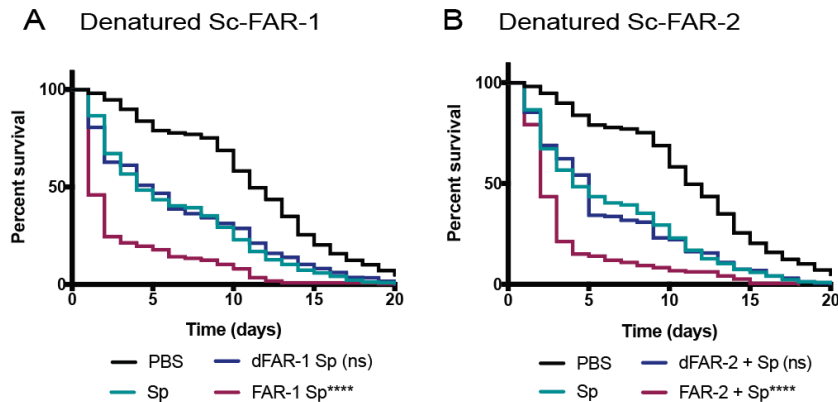 A Denatured Sc-FAR-1
Percent survival
100
50
0
0 5 10 15 20
Time (days)
PBS dFAR-1 Sp (ns)
Sp FAR-1 Sp****
B Denatured Sc-FAR-2
Percent survival
100
50
0
0 5 10 15 20
Time (days)
PBS dFAR-2 + Sp (ns)
Sp FAR-2 + Sp****